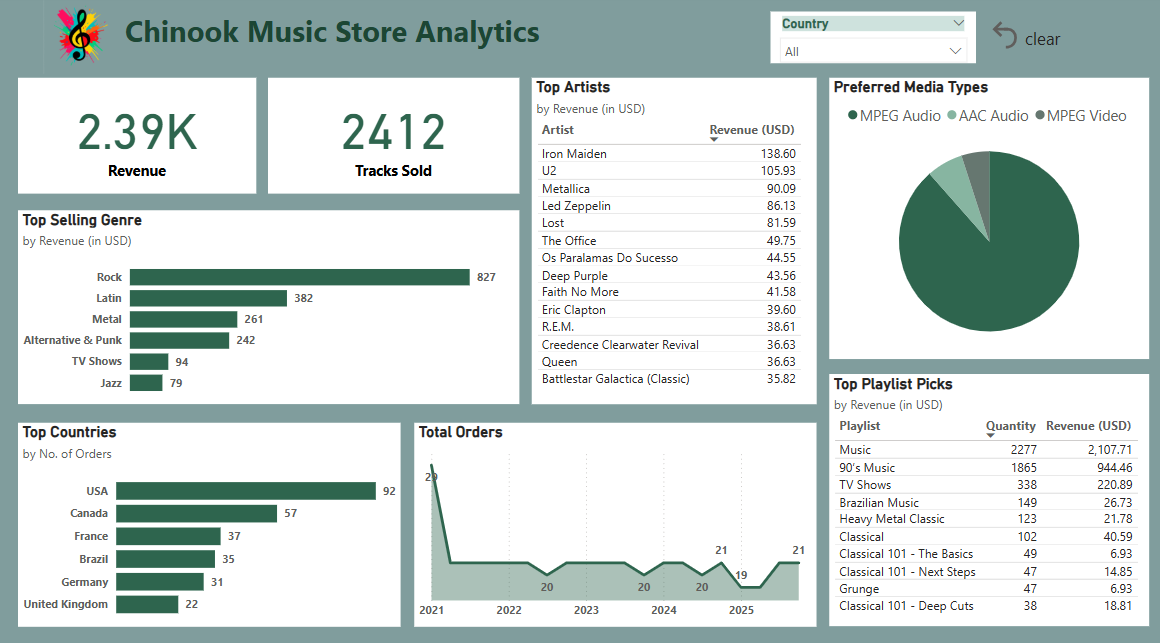 Chinook Music Store Analytics
Country
All
clear
2.39K
Revenue
2412
Tracks Sold
Top Selling Genre
by Revenue (in USD)
Rock 827
Latin 382
Metal 261
Alternative & Punk 242
TV Shows 94
Jazz 79
Top Artists
by Revenue (in USD)
Artist Revenue (USD)
Iron Maiden 138.60
U2 105.93
Metallica 90.09
Led Zeppelin 86.13
Lost 81.59
The Office 49.75
Os Paralamas Do Sucesso 44.55
Deep Purple 43.56
Faith No More 41.58
Eric Clapton 39.60
R.E.M. 38.61
Creedence Clearwater Revival 36.63
Queen 36.63
Battlestar Galactica (Classic) 35.82
Preferred Media Types
MPEG Audio AAC Audio MPEG Video
Top Countries
by No. of Orders
USA 92
Canada 57
France 37
Brazil 35
Germany 31
United Kingdom 22
Total Orders
21 21
19
20 20 20
2021 2022 2023 2024 2025
Top Playlist Picks
by Revenue (in USD)
Playlist Quantity Revenue (USD)
Music 2277 2,107.71
90's Music 1865 944.46
TV Shows 338 220.89
Brazilian Music 149 26.73
Heavy Metal Classic 123 21.78
Classical 102 40.59
Classical 101 - The Basics 49 6.93
Classical 101 - Next Steps 47 14.85
Grunge 47 6.93
Classical 101 - Deep Cuts 38 18.81